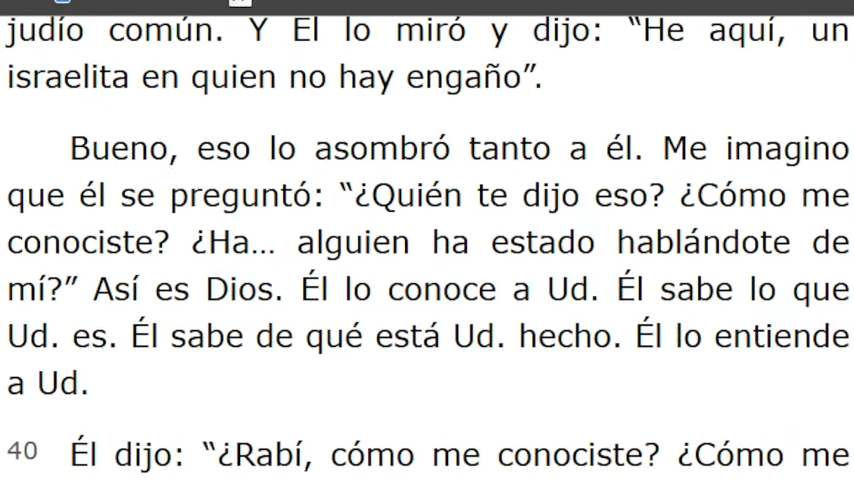 judío común. Y Él lo miró y dijo: “He aquí, un
israelita en quien no hay engaño”.
Bueno, eso lo asombró tanto a él. Me imagino
que él se preguntó: “¿Quién te dijo eso? ¿Cómo me
conociste? ¿Ha… alguien ha estado hablándote de
mí?” Así es Dios. Él lo conoce a Ud. Él sabe lo que
Ud. es. Él sabe de qué está Ud. hecho. Él lo entiende
a Ud.
40 Él dijo: “¿Rabí, cómo me conociste? ¿Cómo me